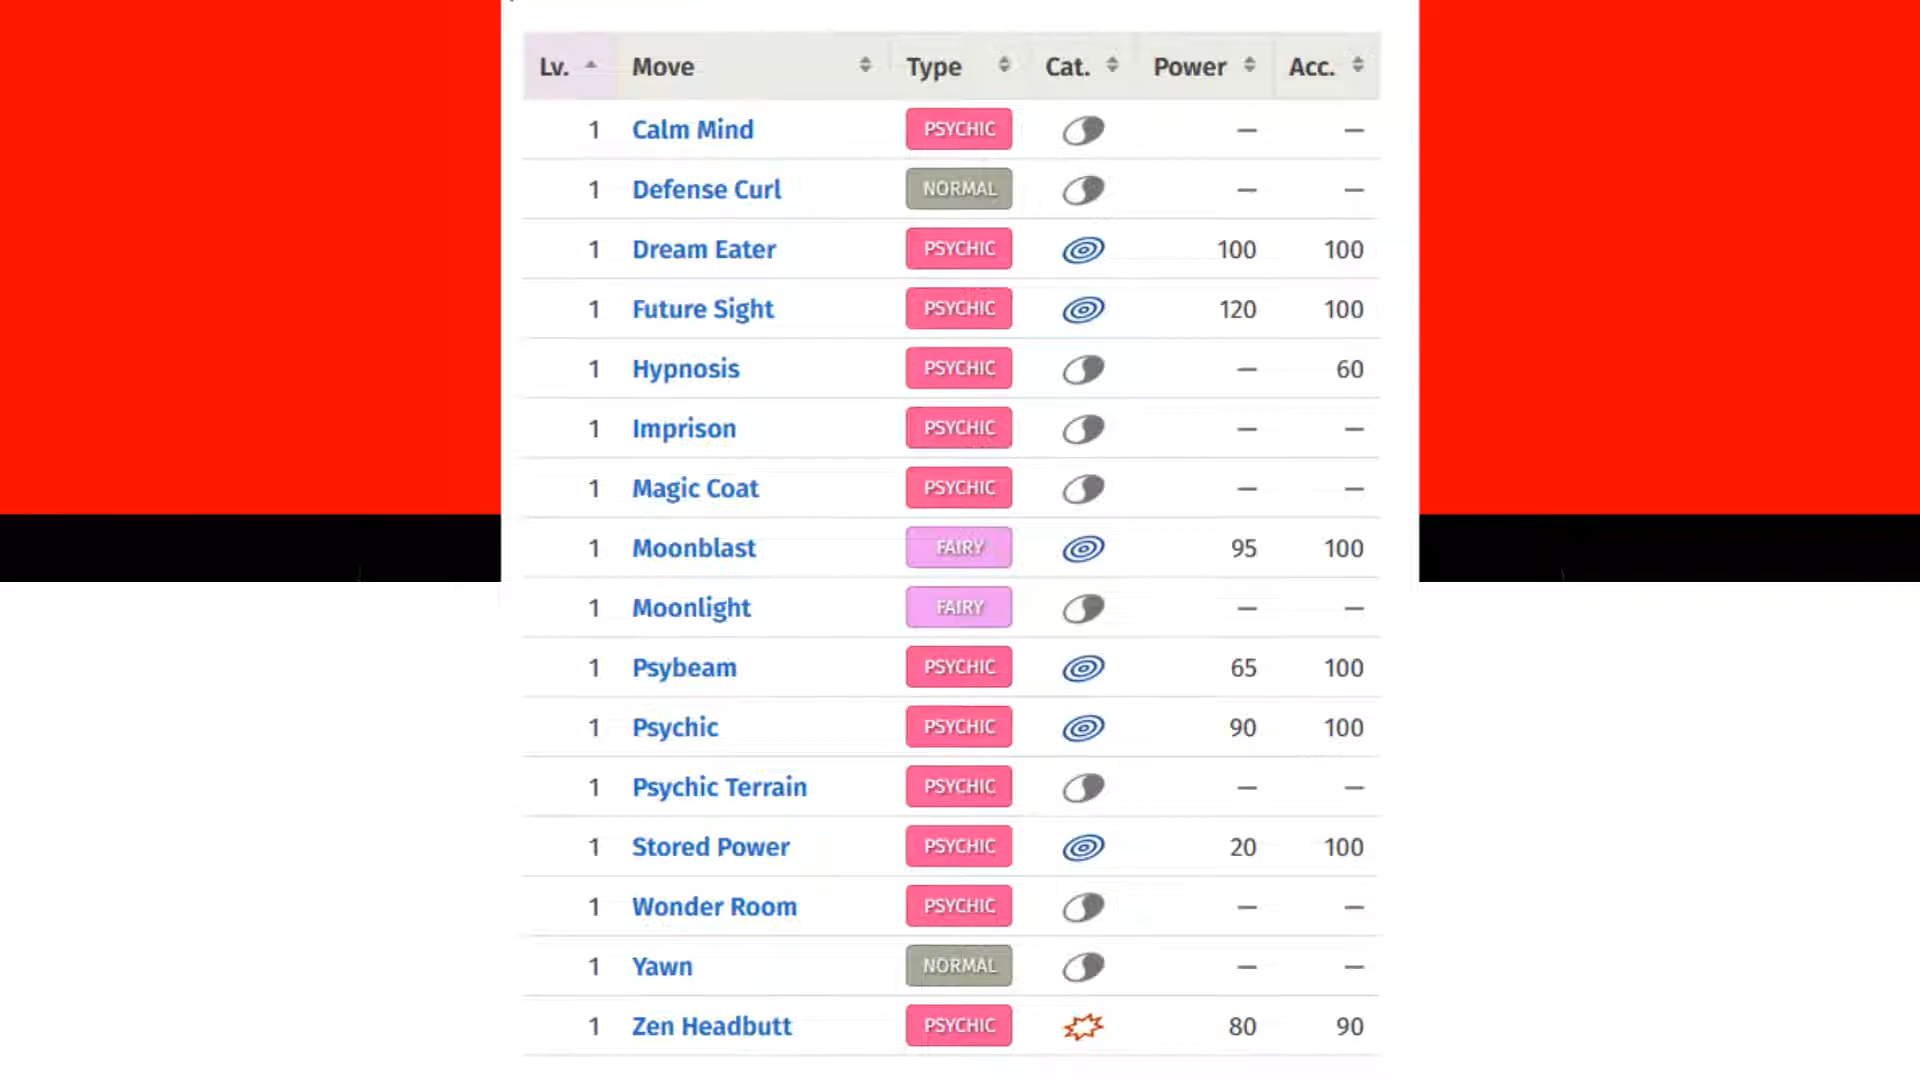 Lv. Move Type Cat. Power Acc.
1 Calm Mind PSYCHIC — —
1 Defense Curl NORMAL — —
1 Dream Eater PSYCHIC 100 100
1 Future Sight PSYCHIC 120 100
1 Hypnosis PSYCHIC — 60
1 Imprison PSYCHIC — —
1 Magic Coat PSYCHIC — —
1 Moonblast FAIRY 95 100
1 Moonlight FAIRY — —
1 Psybeam PSYCHIC 65 100
1 Psychic PSYCHIC 90 100
1 Psychic Terrain PSYCHIC — —
1 Stored Power PSYCHIC 20 100
1 Wonder Room PSYCHIC — —
1 Yawn NORMAL — —
1 Zen Headbutt PSYCHIC 80 90